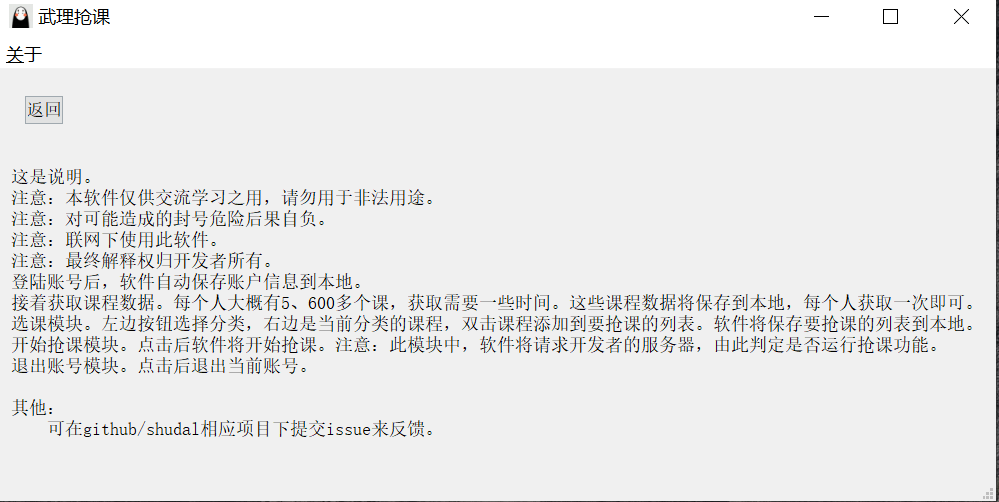 武理抢课
关于
返回
这是说明。
注意：本软件仅供交流学习之用，请勿用于非法用途。
注意：对可能造成的封号危险后果自负。
注意：联网下使用此软件。
注意：最终解释权归开发者所有。
登陆账号后，软件自动保存账户信息到本地。
接着获取课程数据。每个人大概有5、600多个课，获取需要一些时间。这些课程数据将保存到本地，每个人获取一次即可。
选课模块。左边按钮选择分类，右边是当前分类的课程，双击课程添加到要抢课的列表。软件将保存要抢课的列表到本地。
开始抢课模块。点击后软件将开始抢课。注意：此模块中，软件将请求开发者的服务器，由此判定是否运行抢课功能。
退出账号模块。点击后退出当前账号。
其他：
可在github/shudal相应项目下提交issue来反馈。